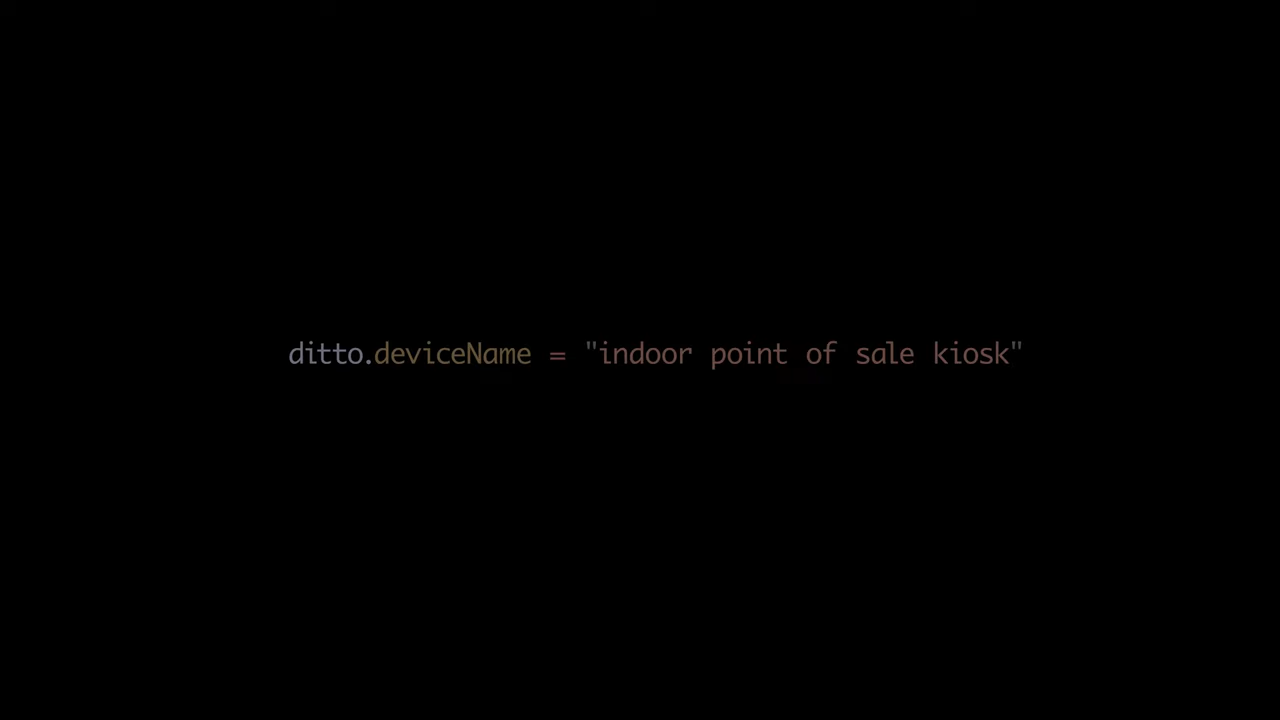 ditto.deviceName = "indoor point of sale kiosk"